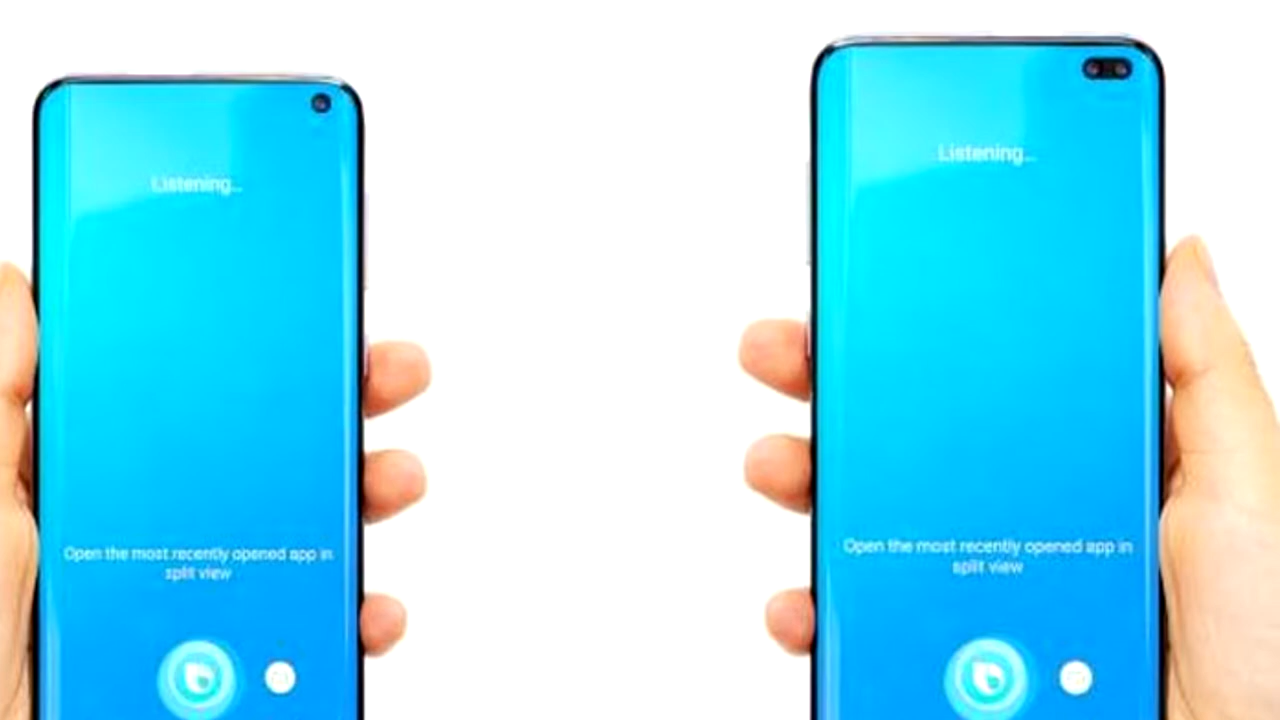 Listening...
Open the most recently opened app in
split view
Listening...
Open the most recently opened app in
split view